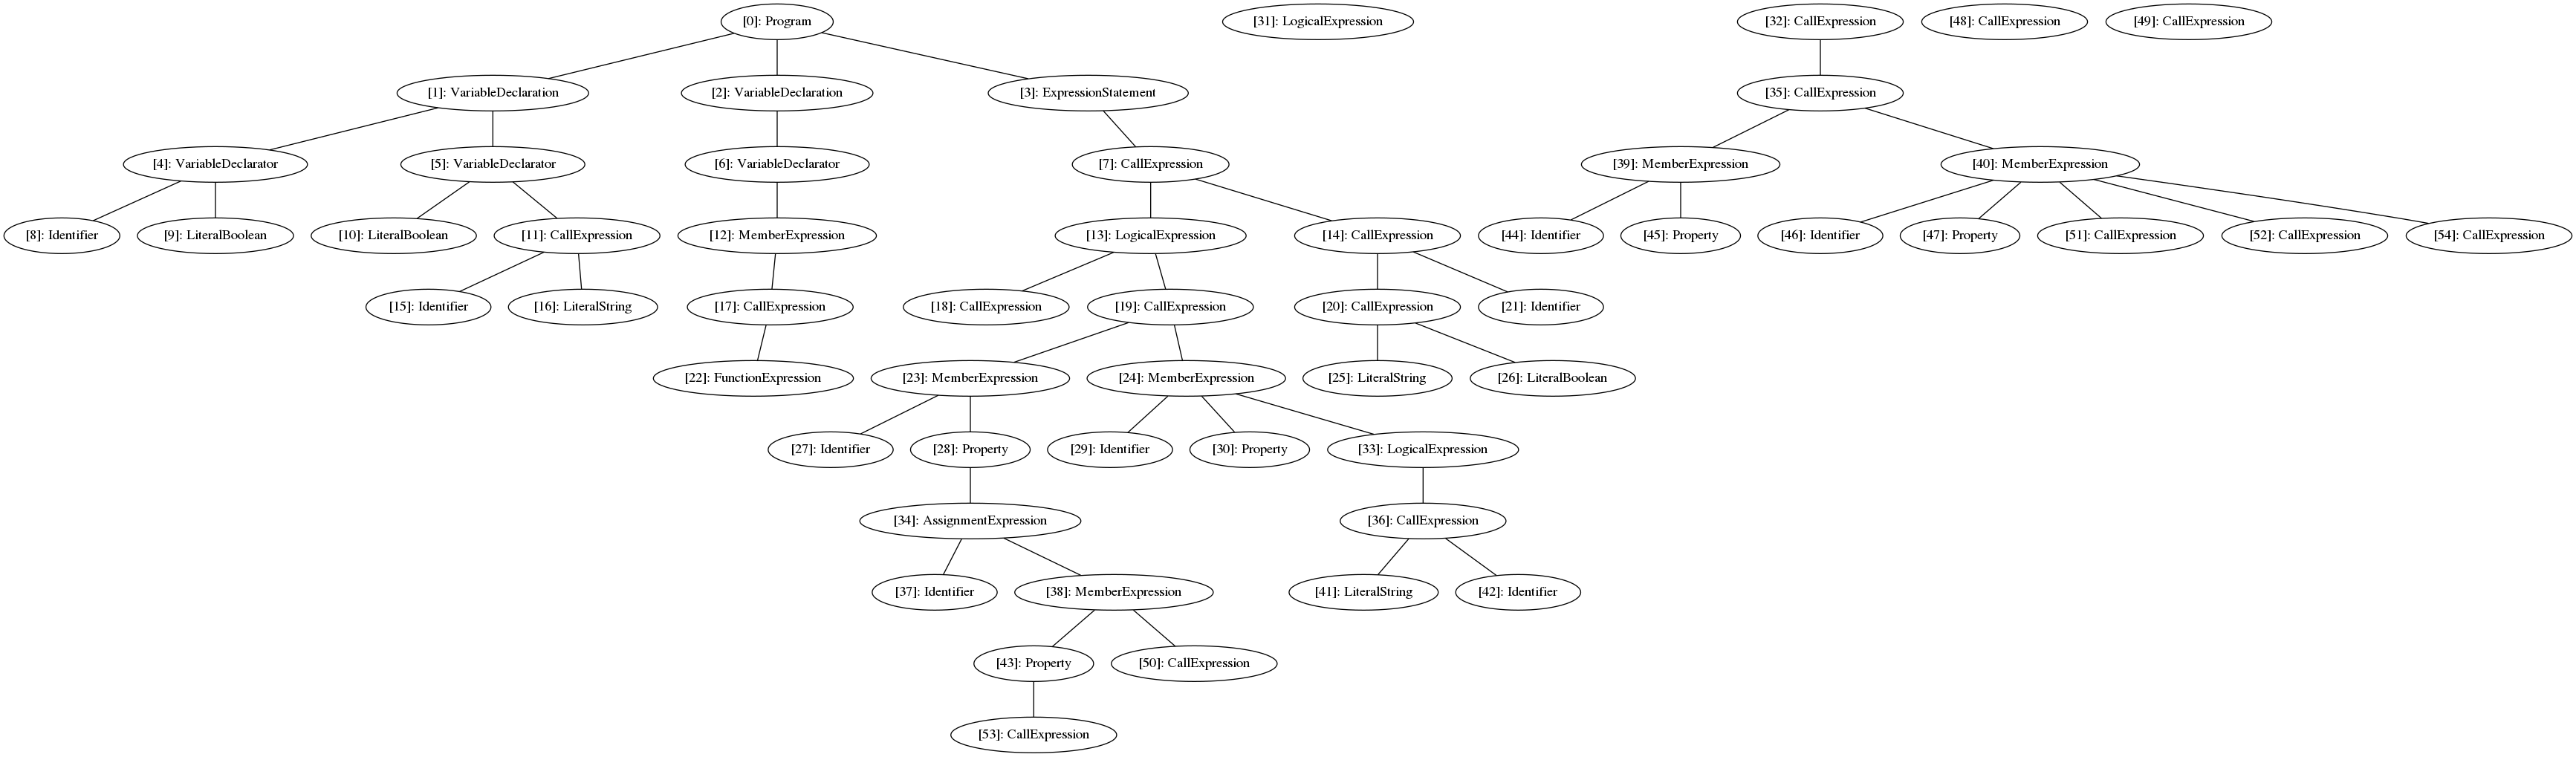 [0]: Program
[31]: LogicalExpression
[32]: CallExpression
[48]: CallExpression
[49]: CallExpression
[1]: VariableDeclaration
[2]: VariableDeclaration
[3]: ExpressionStatement
[35]: CallExpression
[4]: VariableDeclarator
[5]: VariableDeclarator
[6]: VariableDeclarator
[7]: CallExpression
[39]: MemberExpression
[40]: MemberExpression
[8]: Identifier
[9]: LiteralBoolean
[10]: LiteralBoolean
[11]: CallExpression
[12]: MemberExpression
[13]: LogicalExpression
[14]: CallExpression
[44]: Identifier
[45]: Property
[46]: Identifier
[47]: Property
[51]: CallExpression
[52]: CallExpression
[54]: CallExpression
[15]: Identifier
[16]: LiteralString
[17]: CallExpression
[18]: CallExpression
[19]: CallExpression
[20]: CallExpression
[21]: Identifier
[22]: FunctionExpression
[23]: MemberExpression
[24]: MemberExpression
[25]: LiteralString
[26]: LiteralBoolean
[27]: Identifier
[28]: Property
[29]: Identifier
[30]: Property
[33]: LogicalExpression
[34]: AssignmentExpression
[36]: CallExpression
[37]: Identifier
[38]: MemberExpression
[41]: LiteralString
[42]: Identifier
[43]: Property
[50]: CallExpression
[53]: CallExpression